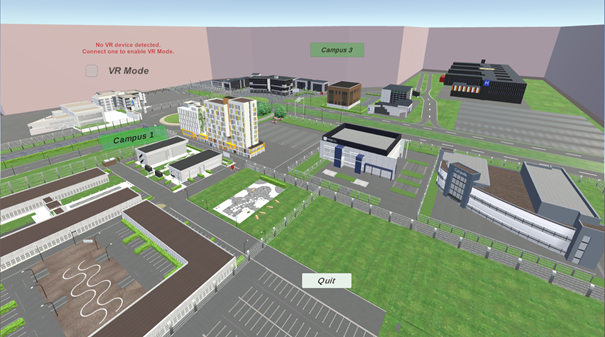 No VR device detected.
Connect one to enable VR Mode.
VR Mode
Campus 3
Campus 1
Quit